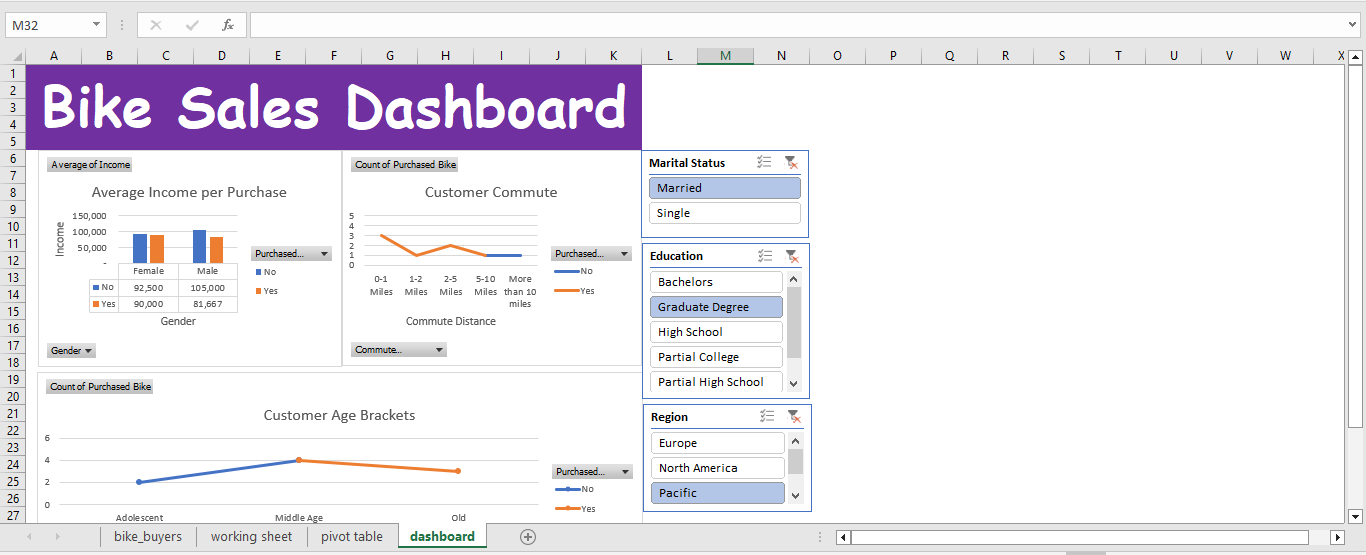 M32
fx
A B C D E F G H I J K L M N O P Q R S T U V W X
1
2
3
4
5
6
7
8
9
10
11
12
13
14
15
16
17
18
19
20
21
22
23
24
25
26
27
Bike Sales Dashboard
Average of Income
Average Income per Purchase
Income
150,000
100,000
50,000
-
Female Male
No 92,500 105,000
Yes 90,000 81,667
Gender
Purchased...
No
Yes
Gender
Count of Purchased Bike
Customer Commute
5
4
3
2
1
0
0-1 1-2 2-5 5-10 More
Miles Miles Miles Miles than 10
miles
Commute Distance
Purchased...
No
Yes
Commute...
Count of Purchased Bike
Customer Age Brackets
6
4
2
0
Adolescent Middle Age Old
Purchased...
No
Yes
Marital Status
Married
Single
Education
Bachelors
Graduate Degree
High School
Partial College
Partial High School
Region
Europe
North America
Pacific
bike_buyers working sheet pivot table dashboard